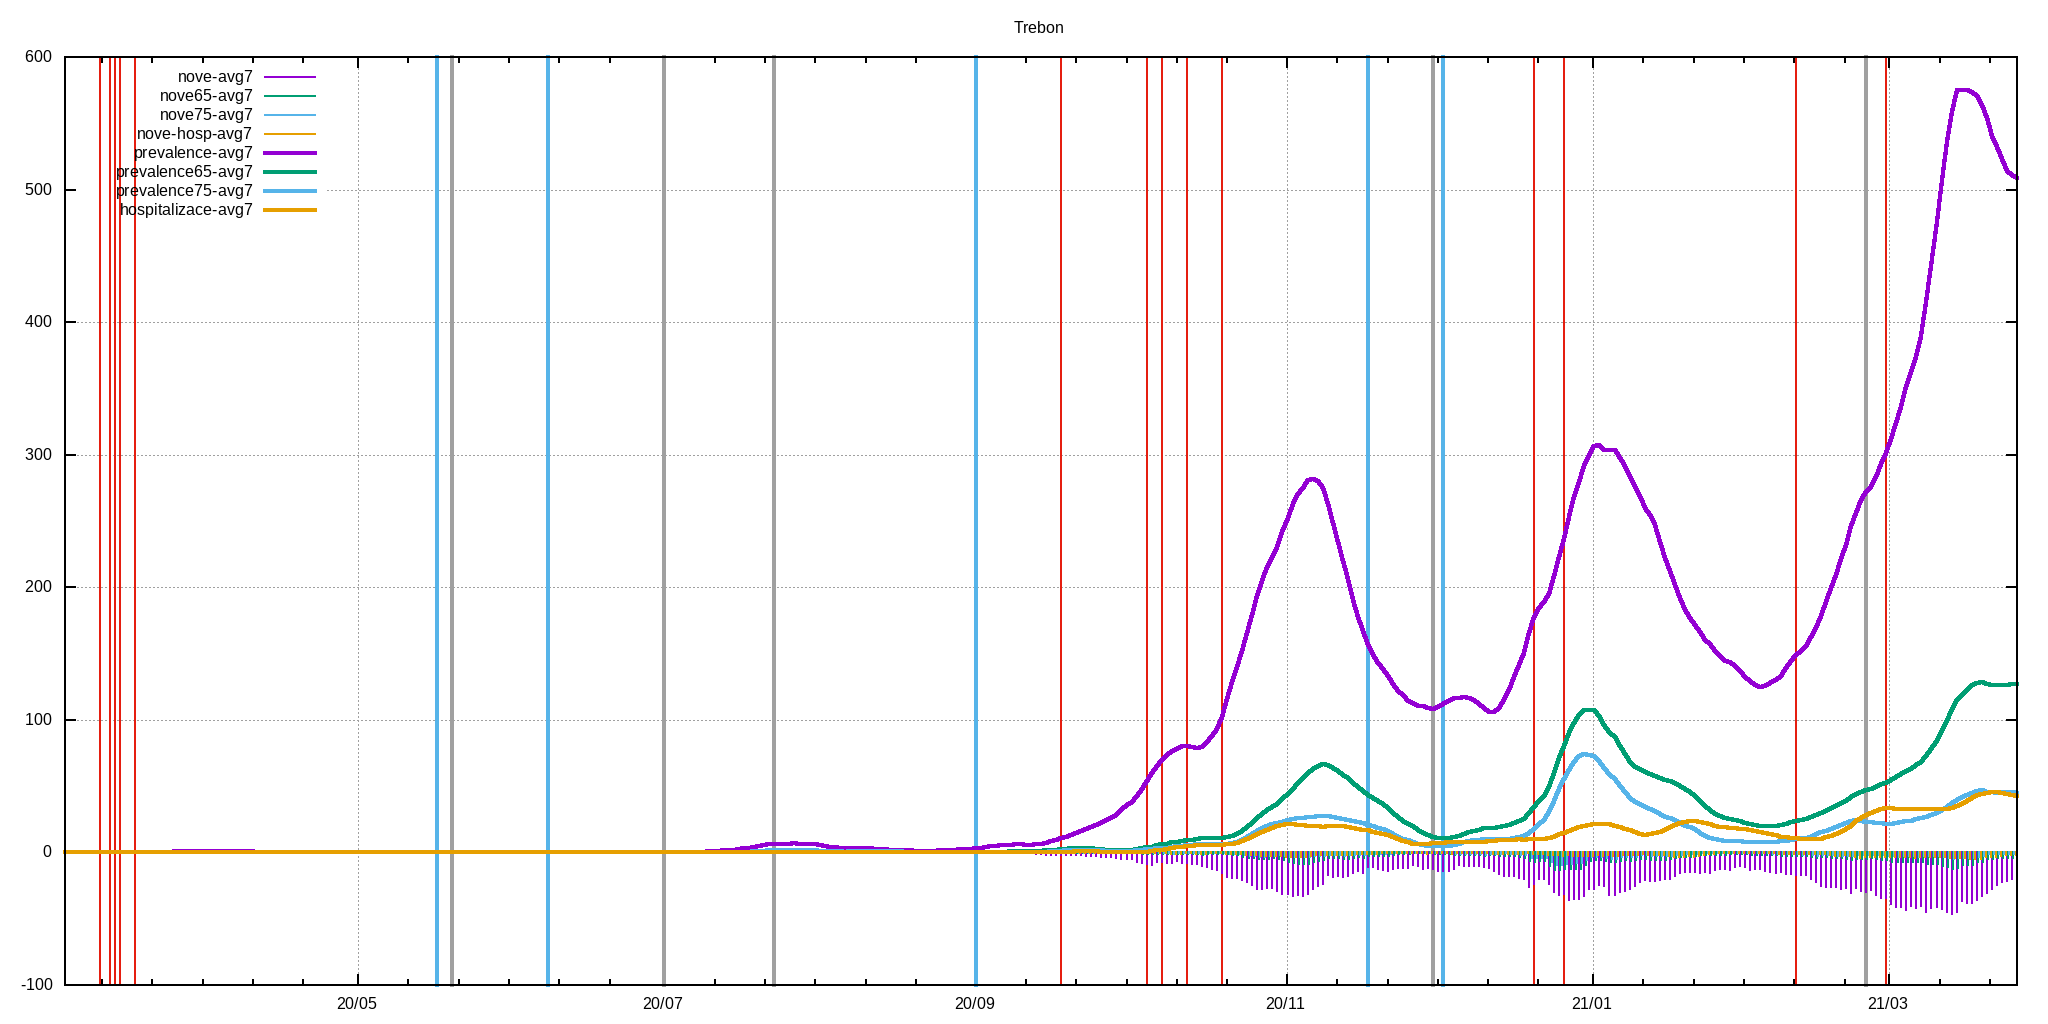 Trebon
600
nove-avg7
nove65-avg7
nove75-avg7
nove-hosp-avg7
prevalence-avg7
prevalence65-avg7
prevalence75-avg7
hospitalizace-avg7
500
400
300
200
100
0
-100
20/05 20/07 20/09 20/11 21/01 21/03